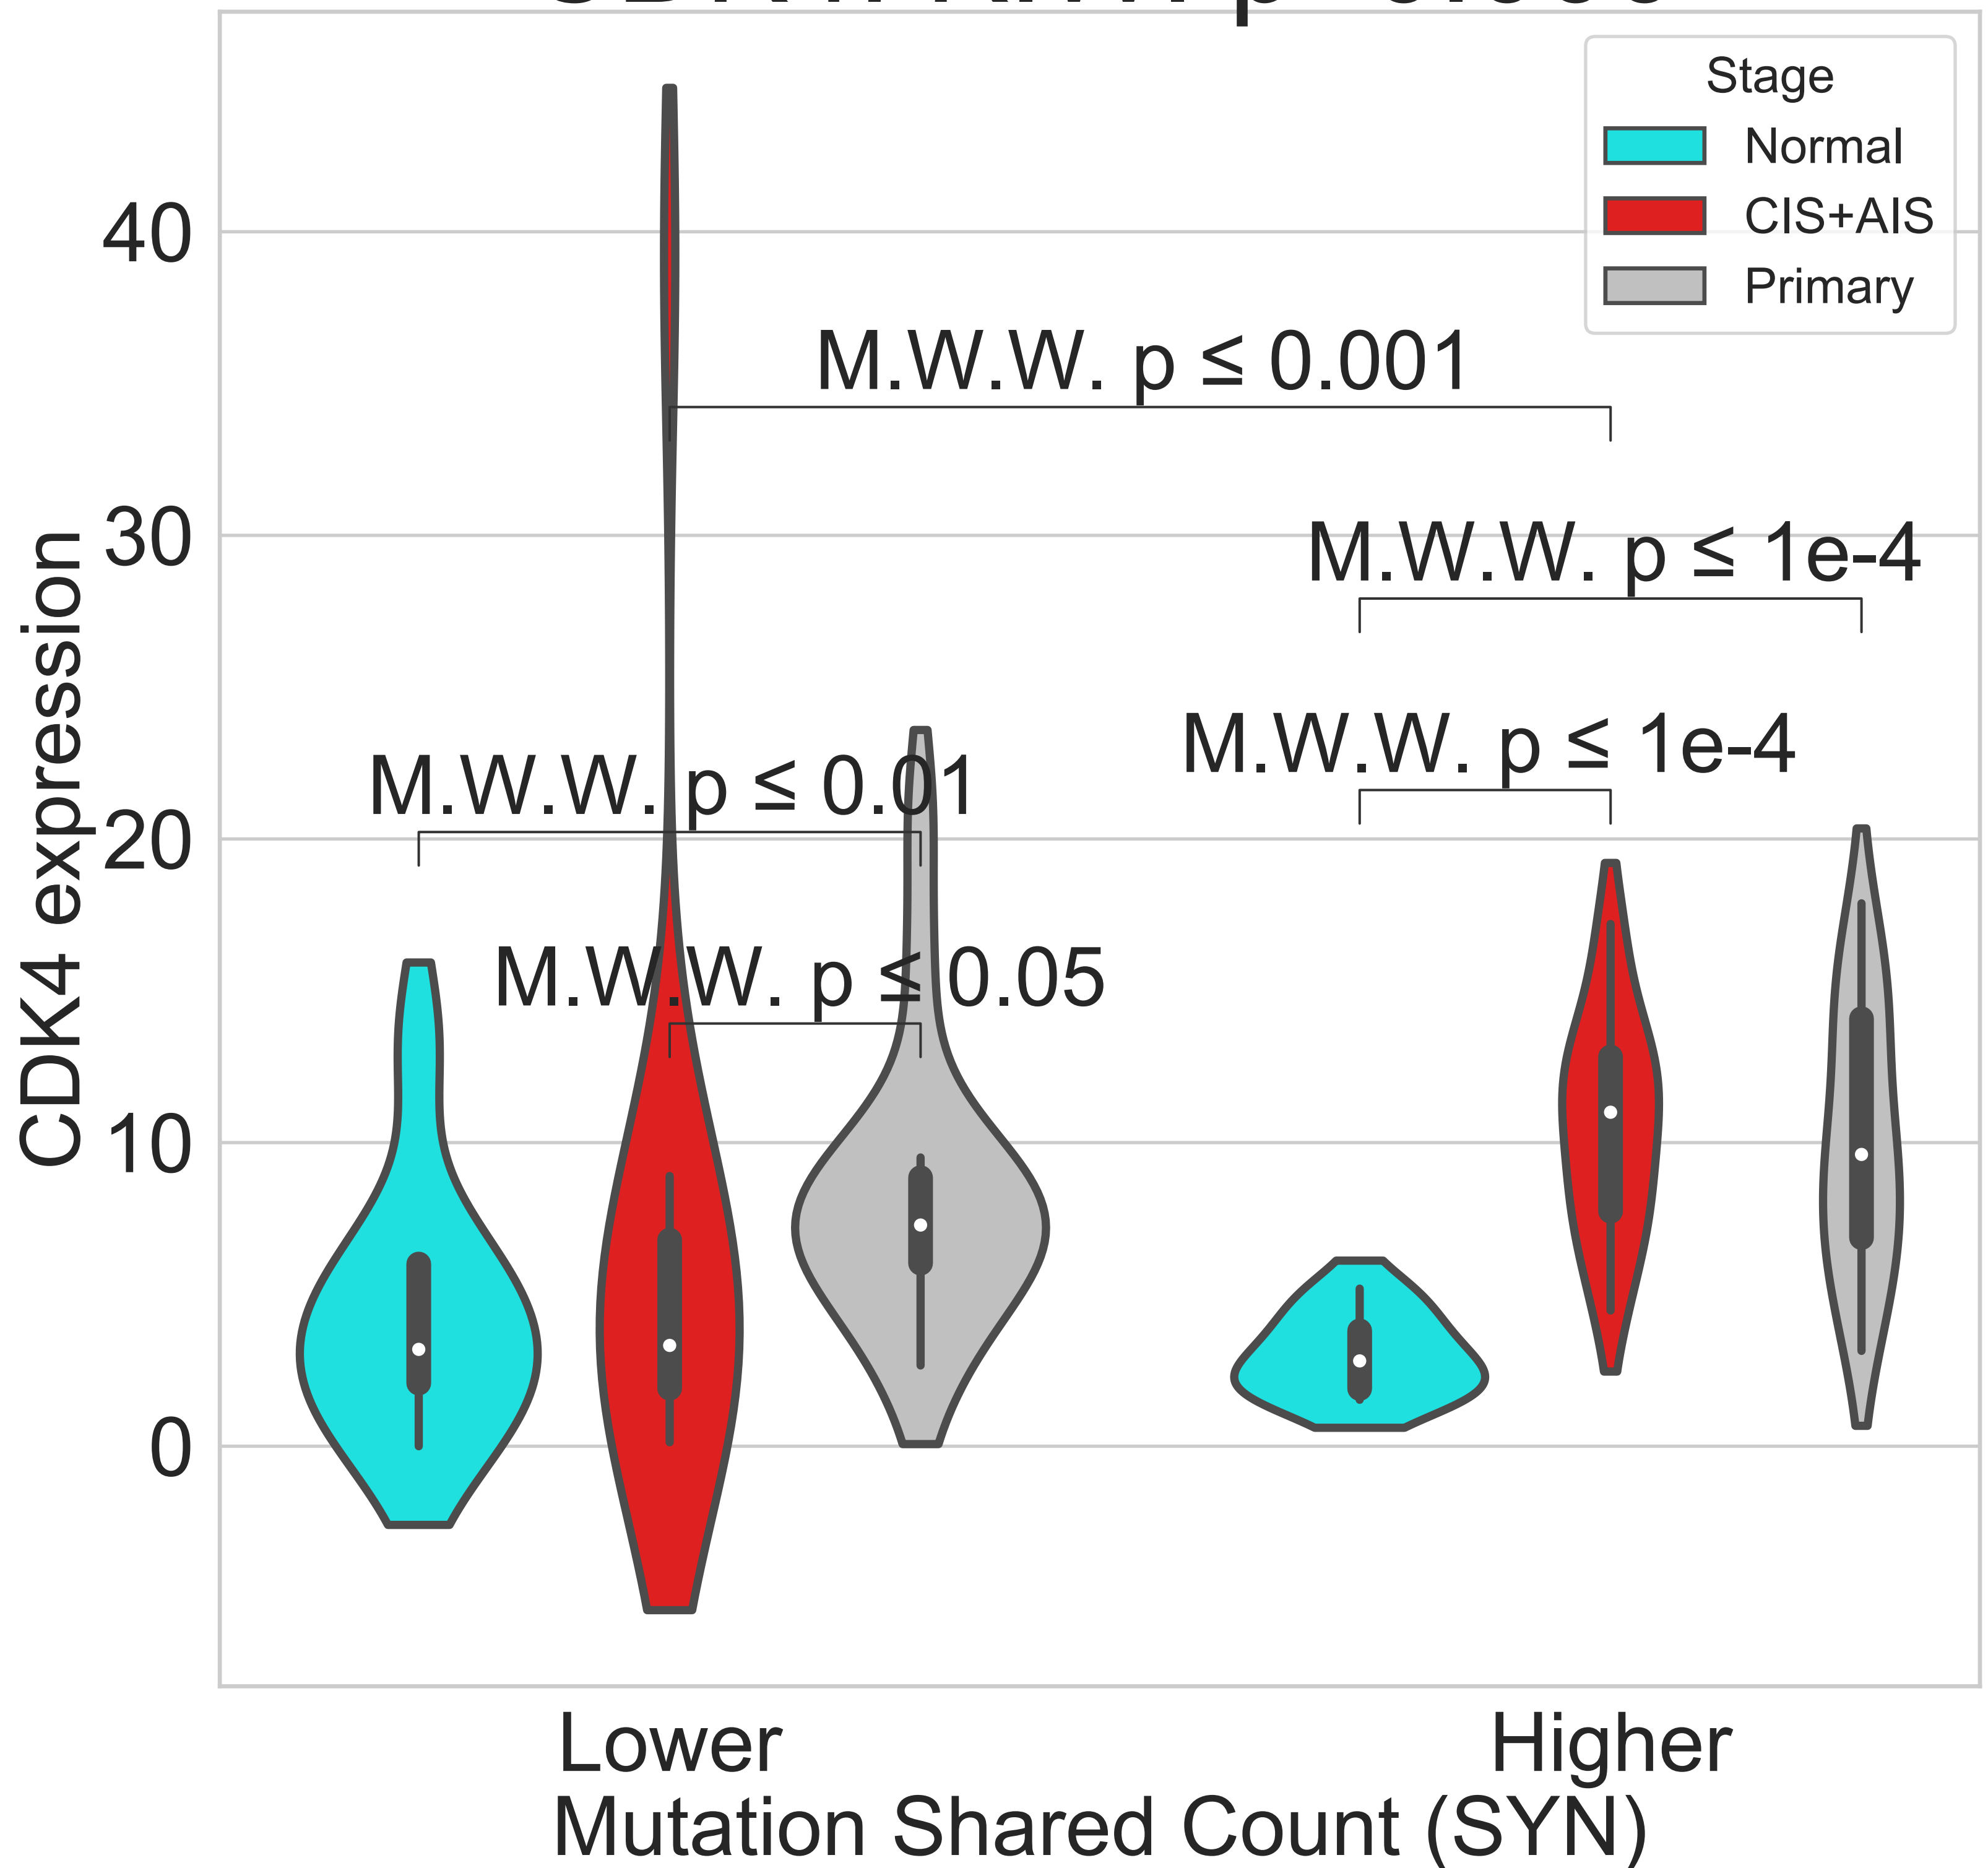 Stage
Normal
CIS+AIS
Primary
40
30
20
10
0
CDK4 expression
M.W.W. p ≤ 0.001
M.W.W. p ≤ 1e-4
M.W.W. p ≤ 1e-4
M.W.W. p ≤ 0.01
M.W.W. p ≤ 0.05
Lower
Higher
Mutation Shared Count (SYN)